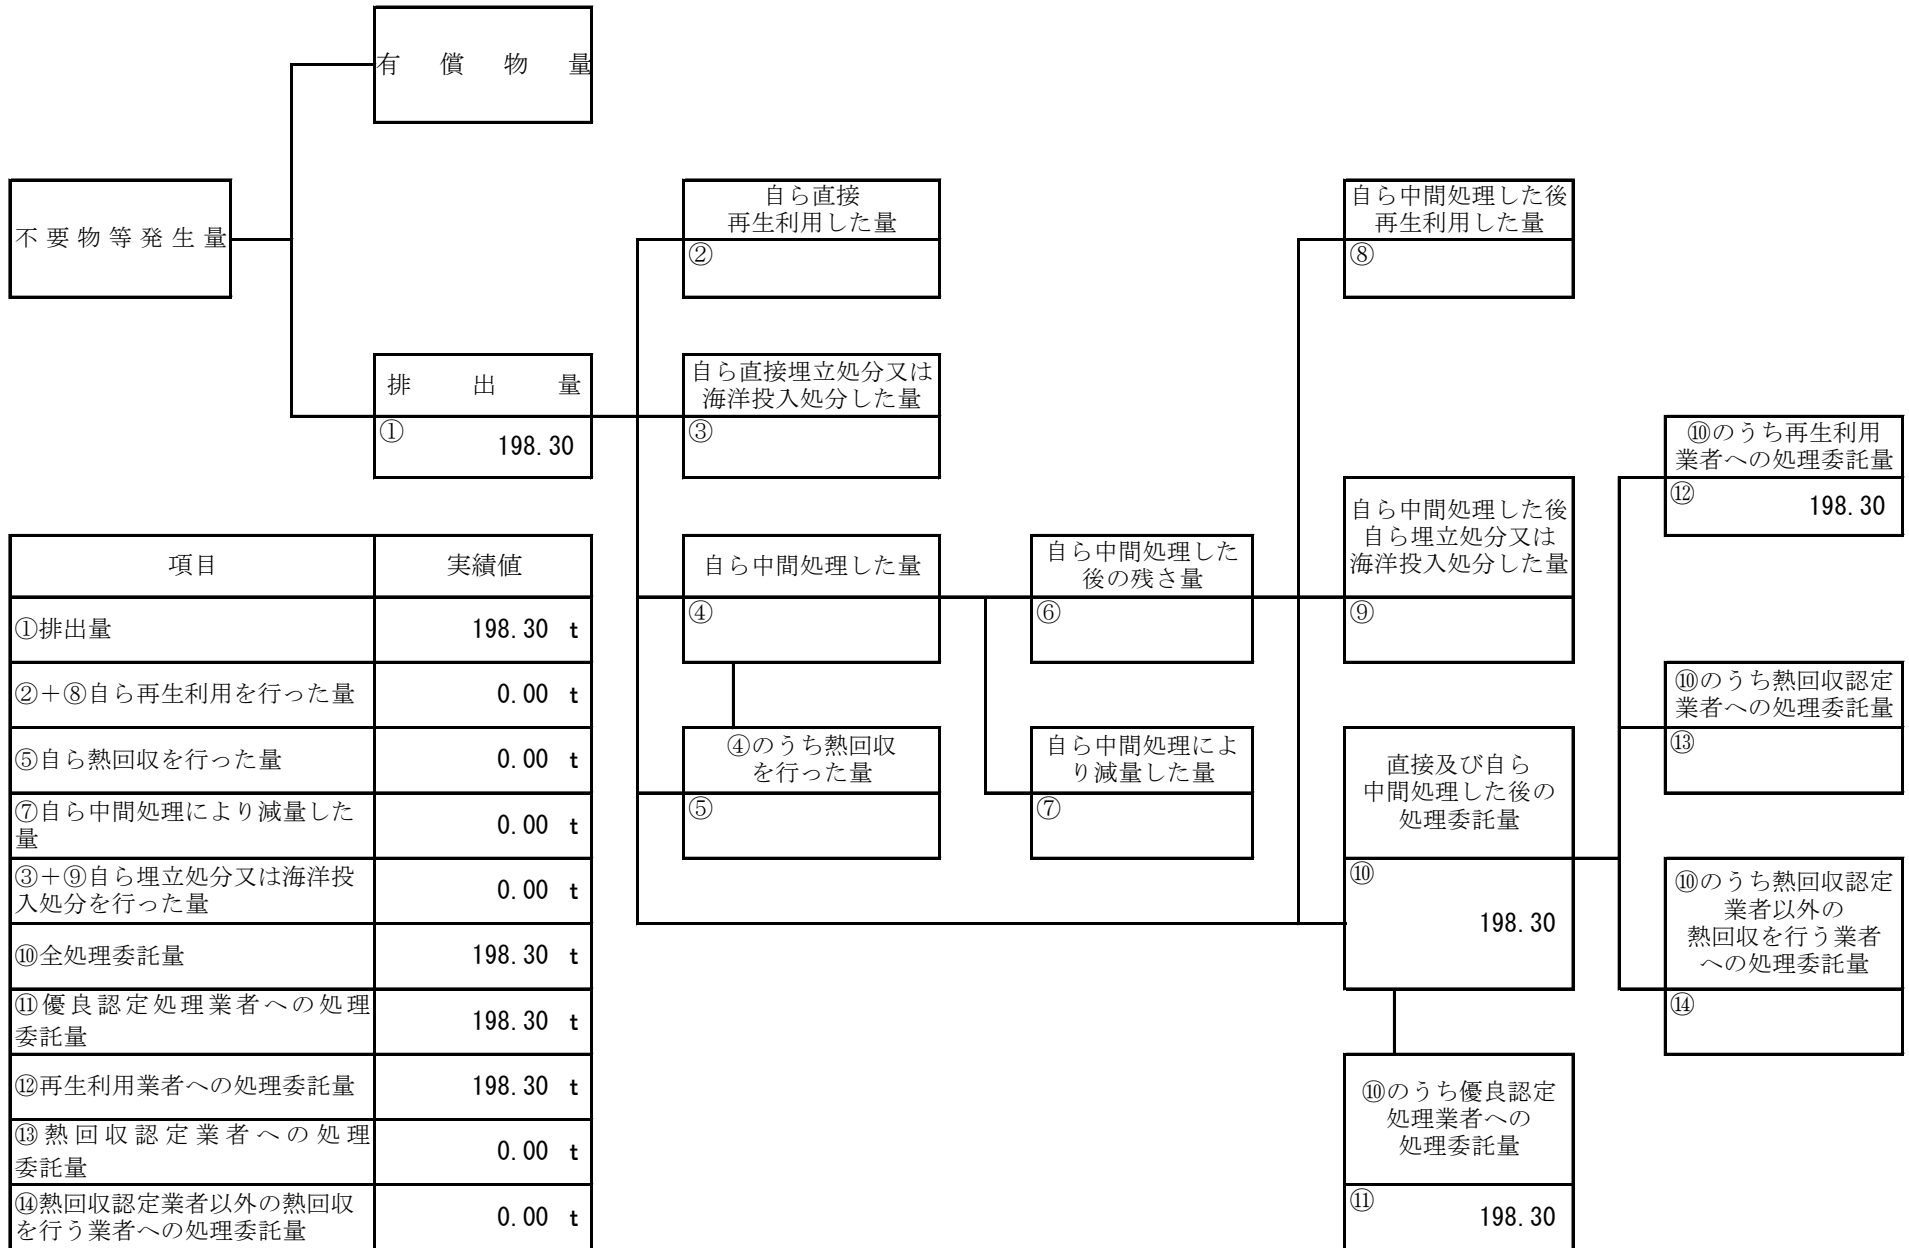 有償物量
不要物等発生量
排出量
①
198.30
自ら直接
再生利用した量
②
自ら直接埋立処分又は
海洋投入処分した量
③
自ら中間処理した量
④
④のうち熱回収
を行った量
⑤
自ら中間処理した
後の残さ量
⑥
自ら中間処理によ
り減量した量
⑦
自ら中間処理した後
再生利用した量
⑧
自ら中間処理した後
自ら埋立処分又は
海洋投入処分した量
⑨
直接及び自ら
中間処理した後の
処理委託量
⑩
198.30
⑩のうち優良認定
処理業者への
処理委託量
⑪
198.30
⑩のうち再生利用
業者への処理委託量
⑫
198.30
⑩のうち熱回収認定
業者への処理委託量
⑬
⑩のうち熱回収認定
業者以外の
熱回収を行う業者
への処理委託量
⑭
項目 実績値
①排出量 198.30 t
②＋⑧自ら再生利用を行った量 0.00 t
⑤自ら熱回収を行った量 0.00 t
⑦自ら中間処理により減量した
量 0.00 t
③＋⑨自ら埋立処分又は海洋投
入処分を行った量 0.00 t
⑩全処理委託量 198.30 t
⑪優良認定処理業者への処理
委託量 198.30 t
⑫再生利用業者への処理委託量 198.30 t
⑬熱回収認定業者への処理
委託量 0.00 t
⑭熱回収認定業者以外の熱回収
を行う業者への処理委託量 0.00 t